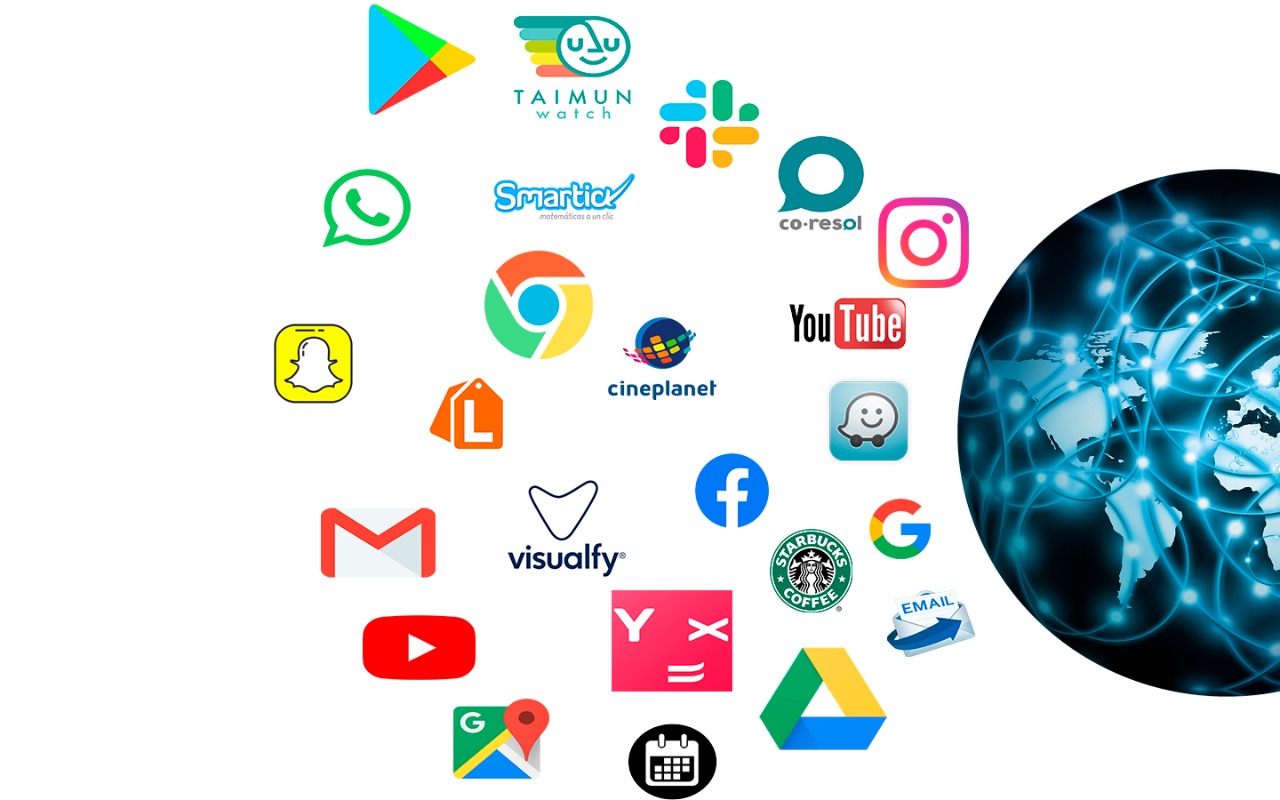 TAIMUN
watch
Smartick
matemáticas a un clic
co-resol
YouTube
cineplanet
L
visualfy®
G
STARBUCKS
COFFEE
®
EMAIL
Y X
=
G